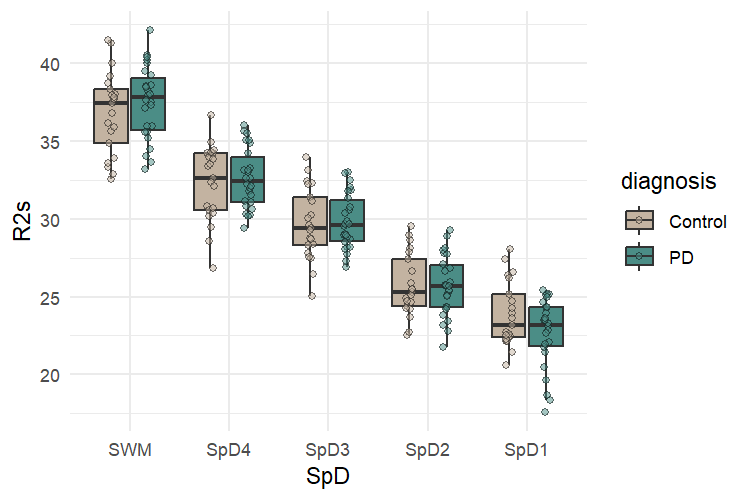 R2s
40
35
30
25
20
SWM SpD4 SpD3 SpD2 SpD1
SpD
diagnosis
Control
PD